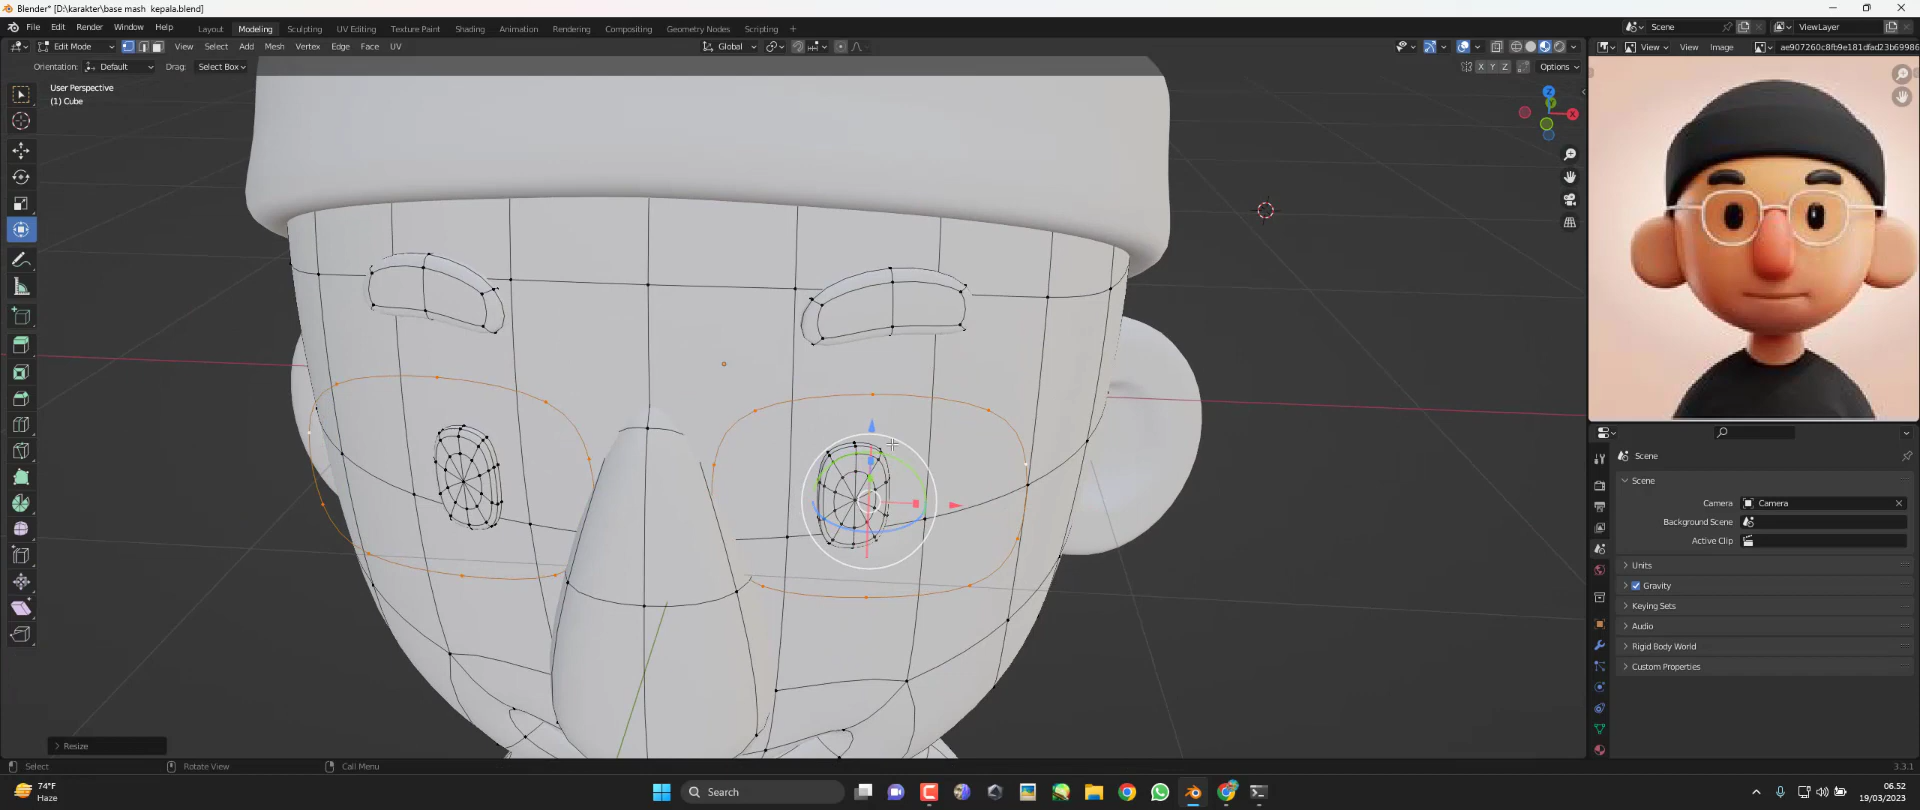 Blender* [D:\karakter\base mash  kepala.blend]
File Edit Render Window Help Layout Modeling Sculpting UV Editing Texture Paint Shading Animation Rendering Compositing Geometry Nodes Scripting + Scene ViewLayer
Edit Mode View Select Add Mesh Vertex Edge Face UV Global View View Image ae907260c8fb9e181dfad23b69986
Orientation: Default Drag: Select Box X Y Z Options
User Perspective
(1) Cube
Z
Y
X
Scene
Scene
Camera Camera
Background Scene
Active Clip
Units
Gravity
Keying Sets
Audio
Rigid Body World
Custom Properties
Resize
Select Rotate View Call Menu 3.3.1
74°F
Haze
Search
06.52
19/03/2023